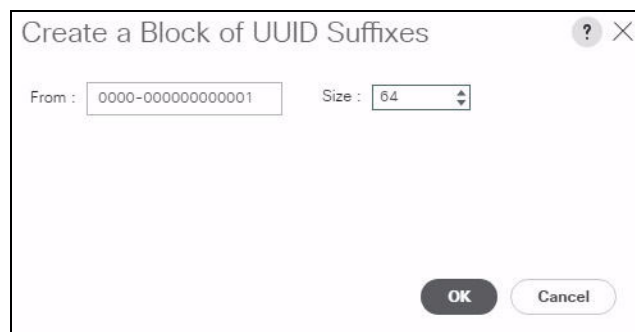 Create a Block of UUID Suffixes ? ×
From : 0000-000000000001 Size : 64
OK Cancel